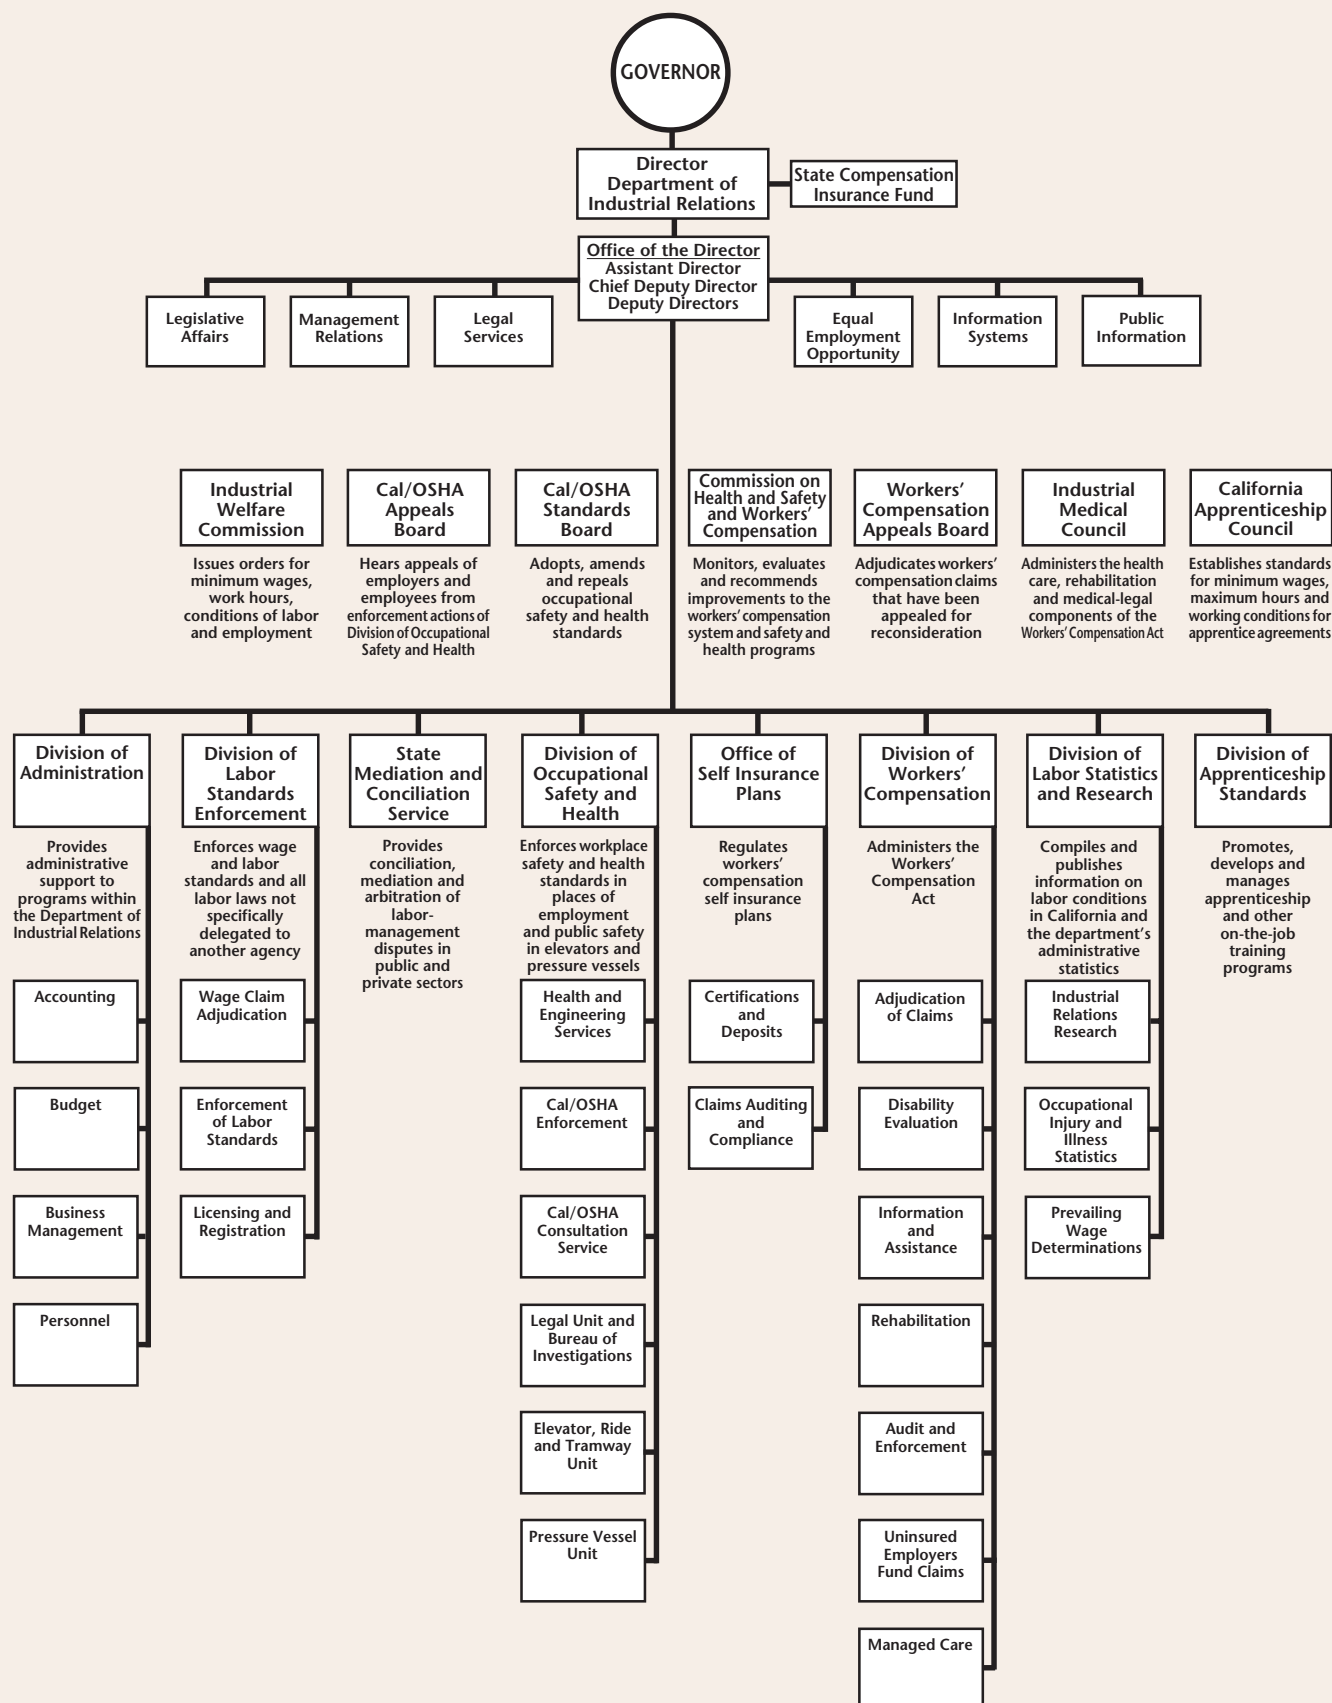 GOVERNOR
Director
Department of
Industrial Relations
State Compensation
Insurance Fund
Office of the Director
Assistant Director
Chief Deputy Director
Deputy Directors
Legislative
Affairs
Management
Relations
Legal
Services
Equal
Employment
Opportunity
Information
Systems
Public
Information
Industrial
Welfare
Commission
Issues orders for
minimum wages,
work hours,
conditions of labor
and employment
Cal/OSHA
Appeals
Board
Hears appeals of
employers and
employees from
enforcement actions of
Division of Occupational
Safety and Health
Cal/OSHA
Standards
Board
Adopts, amends
and repeals
occupational
safety and health
standards
Commission on
Health and Safety
and Workers’
Compensation
Monitors, evaluates
and recommends
improvements to the
workers’ compensation
system and safety and
health programs
Workers’
Compensation
Appeals Board
Adjudicates workers’
compensation claims
that have been
appealed for
reconsideration
Industrial
Medical
Council
Administers the health
care, rehabilitation
and medical-legal
components of the
Workers’ Compensation Act
California
Apprenticeship
Council
Establishes standards
for minimum wages,
maximum hours and
working conditions for
apprentice agreements
Division of
Administration
Provides
administrative
support to
programs within
the Department of
Industrial Relations
Accounting
Budget
Business
Management
Personnel
Division of
Labor
Standards
Enforcement
Enforces wage
and labor
standards and all
labor laws not
specifically
delegated to
another agency
Wage Claim
Adjudication
Enforcement
of Labor
Standards
Licensing and
Registration
State
Mediation and
Conciliation
Service
Provides
conciliation,
mediation and
arbitration of
labor-
management
disputes in
public and
private sectors
Division of
Occupational
Safety and
Health
Enforces workplace
safety and health
standards in
places of
employment
and public safety
in elevators and
pressure vessels
Health and
Engineering
Services
Cal/OSHA
Enforcement
Cal/OSHA
Consultation
Service
Legal Unit and
Bureau of
Investigations
Elevator, Ride
and Tramway
Unit
Pressure Vessel
Unit
Office of
Self Insurance
Plans
Regulates
workers’
compensation
self insurance
plans
Certifications
and
Deposits
Claims Auditing
and
Compliance
Division of
Workers’
Compensation
Administers the
Workers’
Compensation
Act
Adjudication
of Claims
Disability
Evaluation
Information
and
Assistance
Rehabilitation
Audit and
Enforcement
Uninsured
Employers
Fund Claims
Managed Care
Division of
Labor Statistics
and Research
Compiles and
publishes
information on
labor conditions
in California and
the department’s
administrative
statistics
Industrial
Relations
Research
Occupational
Injury and
Illness
Statistics
Prevailing
Wage
Determinations
Division of
Apprenticeship
Standards
Promotes,
develops and
manages
apprenticeship
and other
on-the-job
training
programs